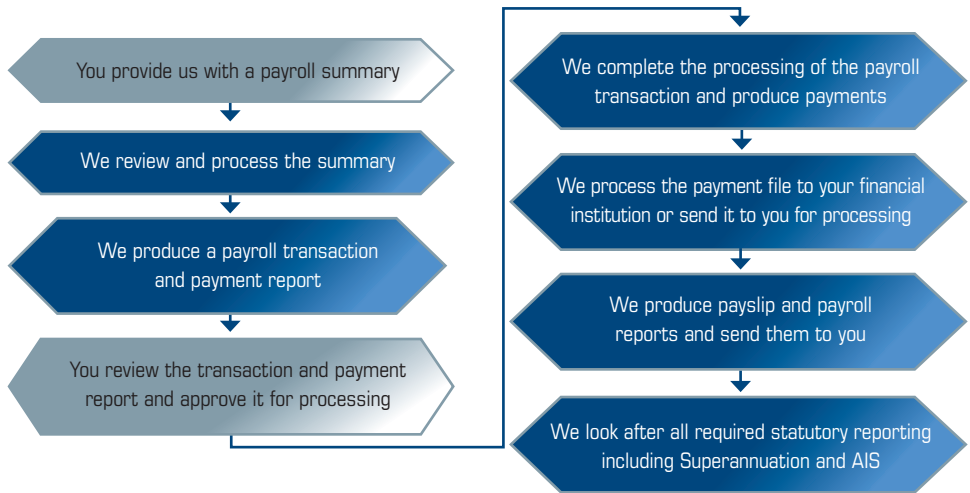 You provide us with a payroll summary
We review and process the summary
We produce a payroll transaction
and payment report
You review the transaction and payment
report and approve it for processing
We complete the processing of the payroll
transaction and produce payments
We process the payment file to your financial
institution or send it to you for processing
We produce payslip and payroll
reports and send them to you
We look after all required statutory reporting
including Superannuation and AIS